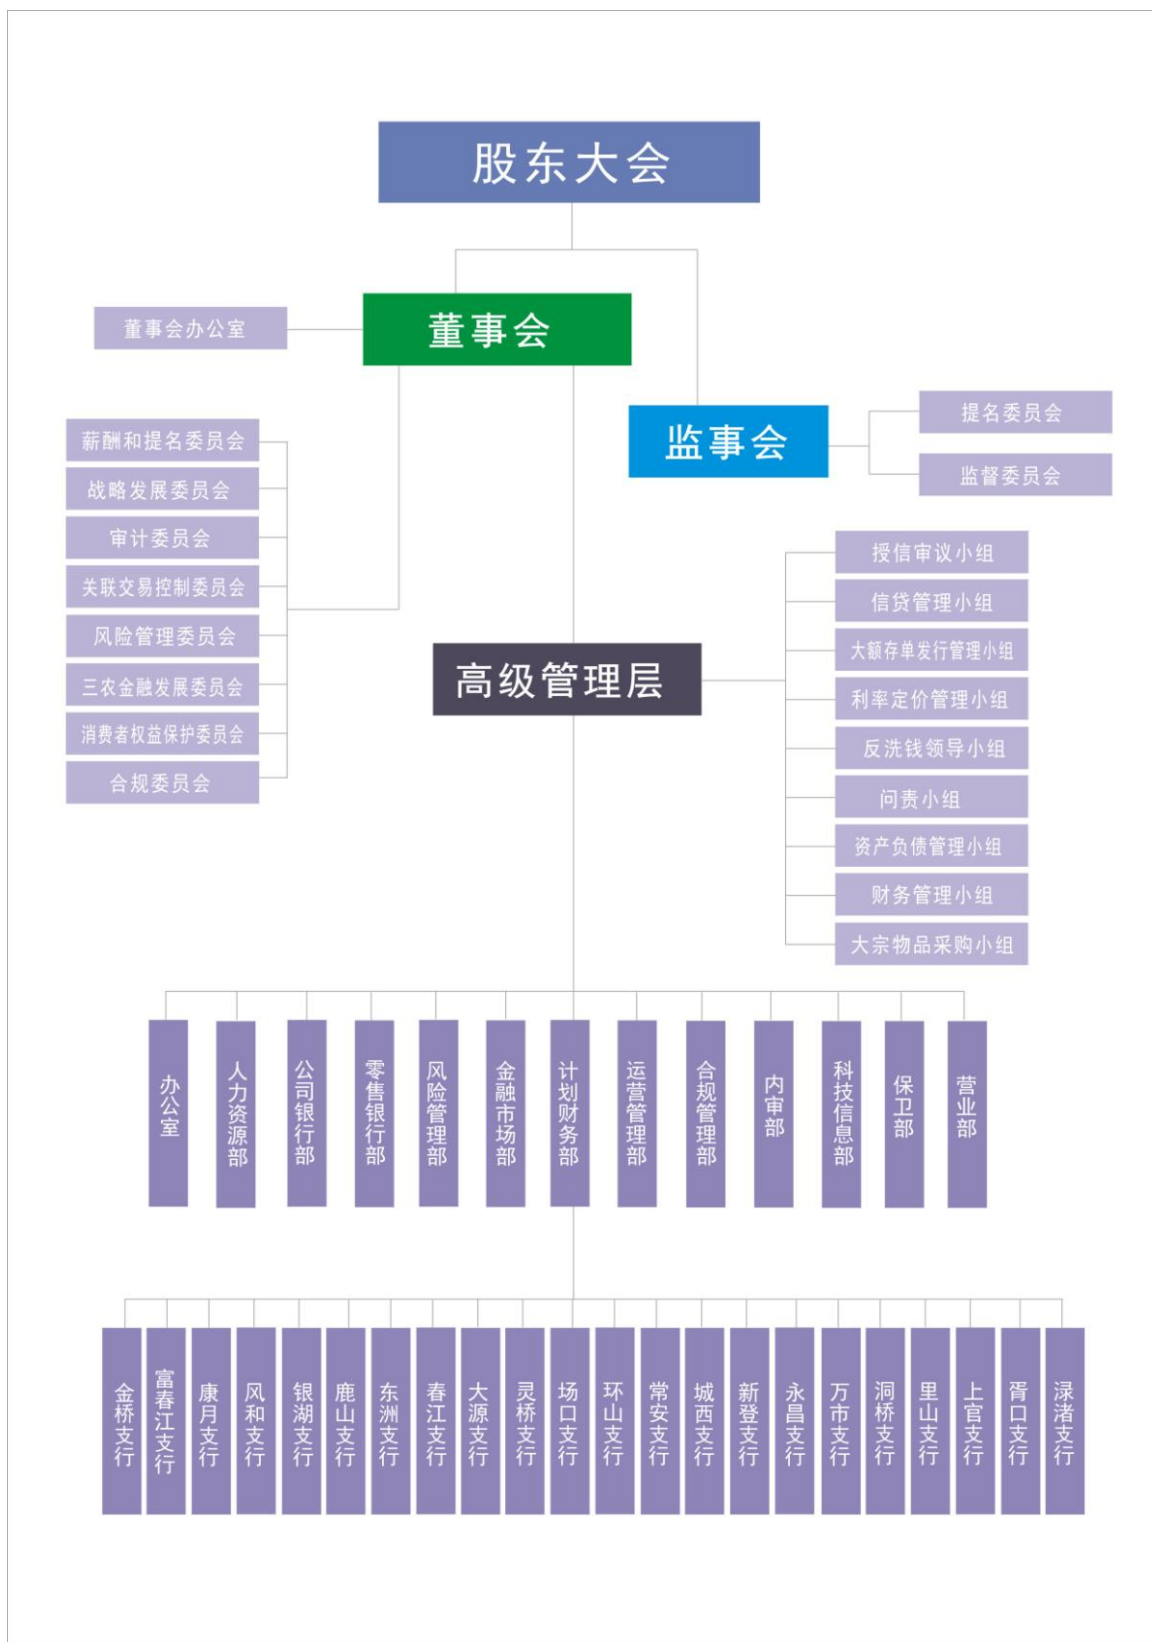 股东大会
董事会
董事会办公室
监事会
提名委员会
监督委员会
薪酬和提名委员会
战略发展委员会
审计委员会
关联交易控制委员会
风险管理委员会
三农金融发展委员会
消费者权益保护委员会
合规委员会
高级管理层
授信审议小组
信贷管理小组
大额存单发行管理小组
利率定价管理小组
反洗钱领导小组
问责小组
资产负债管理小组
财务管理小组
大宗物品采购小组
办公室
人力资源部
公司银行部
零售银行部
风险管理部
金融市场部
计划财务部
运营管理部
合规管理部
内审部
科技信息部
保卫部
营业部
金桥支行
富春江支行
康月支行
风和支行
银湖支行
鹿山支行
东洲支行
春江支行
大源支行
灵桥支行
场口支行
环山支行
常安支行
城西支行
新登支行
永昌支行
万市支行
洞桥支行
里山支行
上官支行
胥口支行
渌渚支行